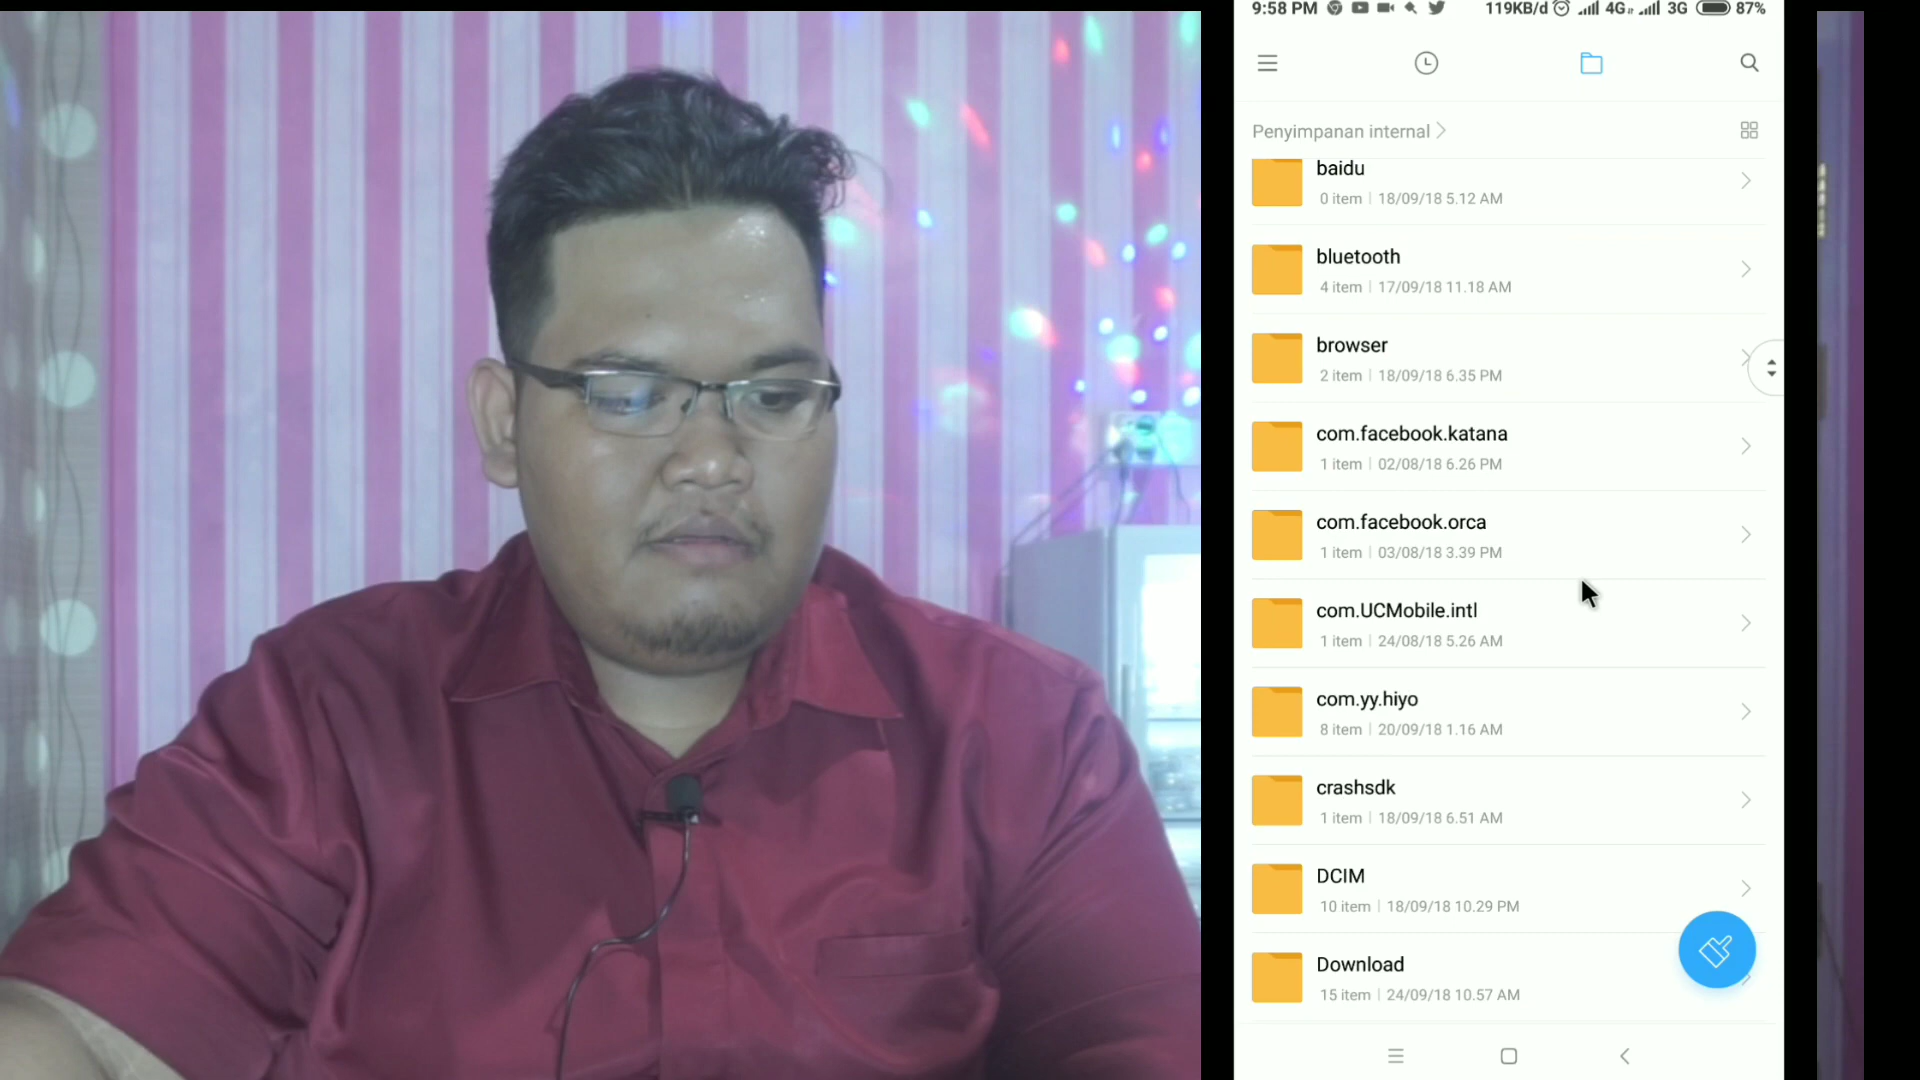 9:58 PM
119KB/d 4G 3G 87%
Penyimpanan internal
baidu
0 item | 18/09/18 5.12 AM
bluetooth
4 item | 17/09/18 11.18 AM
browser
2 item | 18/09/18 6.35 PM
com.facebook.katana
1 item | 02/08/18 6.26 PM
com.facebook.orca
1 item | 03/08/18 3.39 PM
com.UCMobile.intl
1 item | 24/08/18 5.26 AM
com.yy.hiyo
8 item | 20/09/18 1.16 AM
crashsdk
1 item | 18/09/18 6.51 AM
DCIM
10 item | 18/09/18 10.29 PM
Download
15 item | 24/09/18 10.57 AM